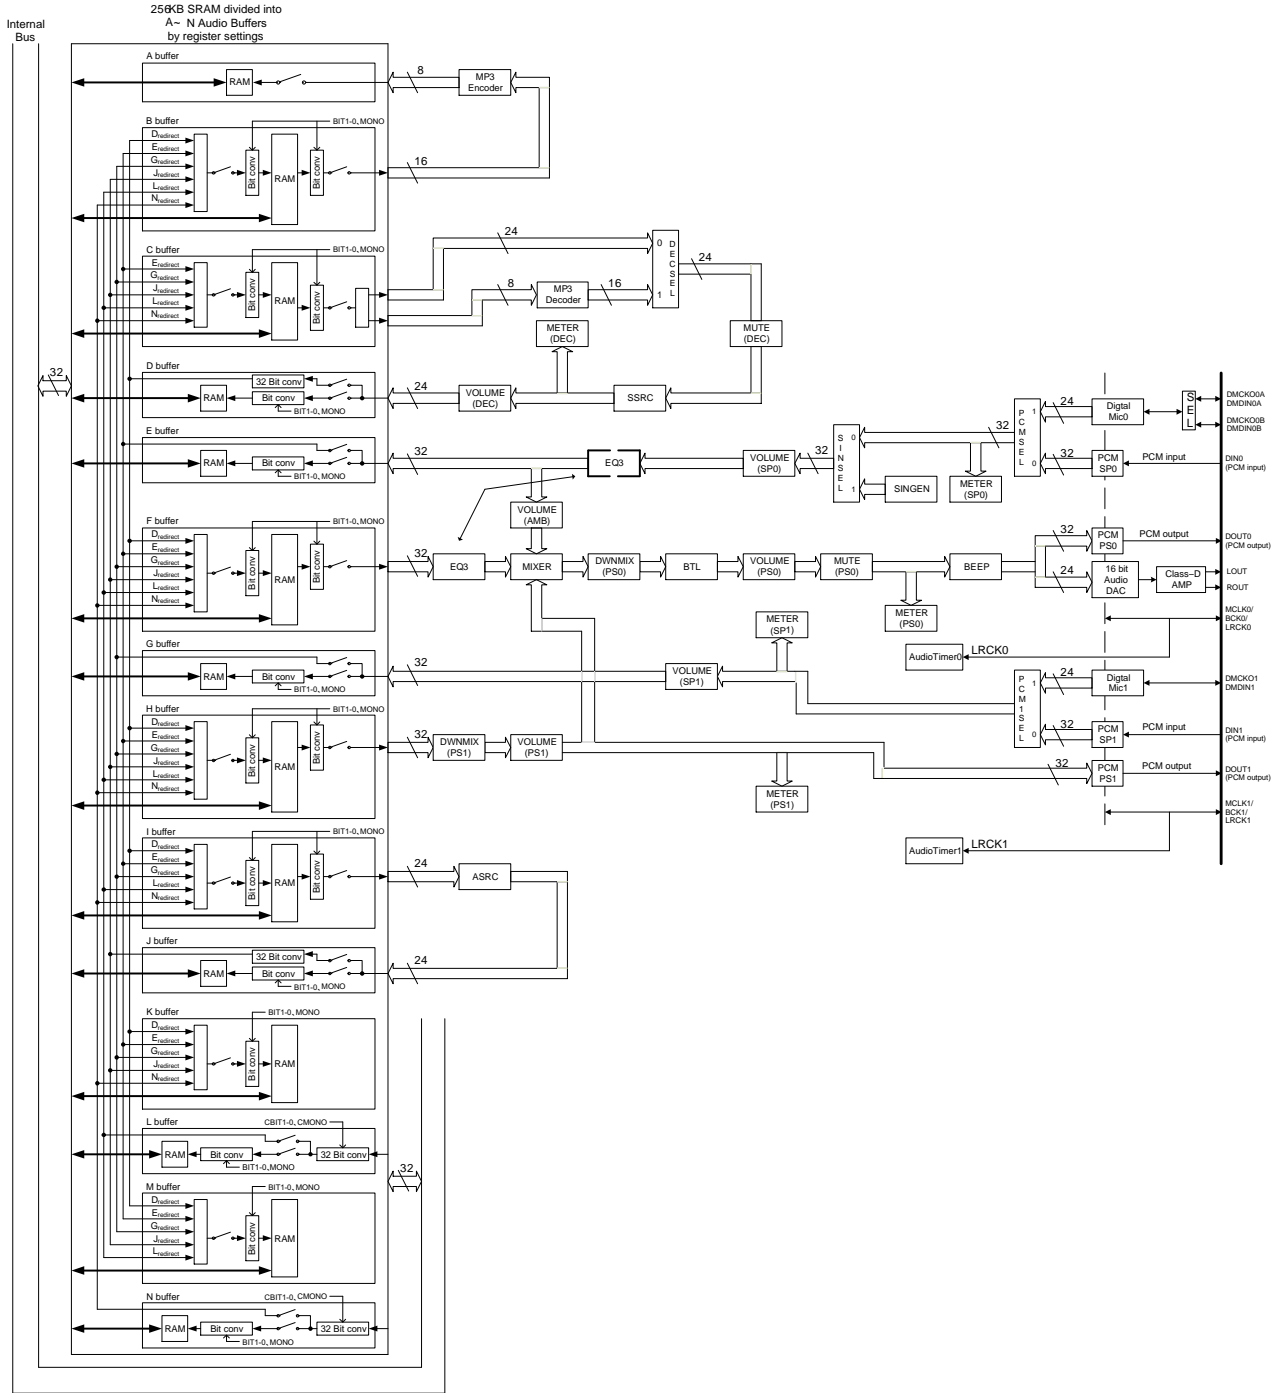 256KB SRAM divided into
A~ N Audio Buffers
by register settings
Internal
Bus
A buffer
RAM
8
MP3
Encoder
B buffer
BIT1-0, MONO
Dredirect
Eredirect
Gredirect
Jredirect
Lredirect
Nredirect
Bit conv
RAM
Bit conv
16
C buffer
BIT1-0, MONO
Eredirect
Gredirect
Jredirect
Lredirect
Nredirect
Bit conv
RAM
Bit conv
24
8
MP3
Decoder
16
0
1
DECSEL
24
METER
(DEC)
MUTE
(DEC)
32
D buffer
32 Bit conv
RAM
Bit conv
BIT1-0, MONO
24
VOLUME
(DEC)
SSRC
E buffer
RAM
Bit conv
BIT1-0, MONO
32
EQ3
VOLUME
(SP0)
32
SINSEL
0
1
SINGEN
32
METER
(SP0)
PCMSEL
1
0
24
Digtal
Mic0
SEL
DMCKO0A
DMDIN0A
DMCKO0B
DMDIN0B
32
PCM
SP0
PCM input
DIN0
(PCM input)
VOLUME
(AMB)
F buffer
BIT1-0, MONO
Dredirect
Eredirect
Gredirect
Jredirect
Lredirect
Nredirect
Bit conv
RAM
Bit conv
32
EQ3
MIXER
DWNMIX
(PS0)
BTL
VOLUME
(PS0)
MUTE
(PS0)
METER
(PS0)
BEEP
32
PCM
PS0
PCM output
DOUT0
(PCM output)
24
16 bit
Audio
DAC
Class–D
AMP
LOUT
ROUT
MCLK0/
BCK0/
LRCK0
AudioTimer0
LRCK0
G buffer
RAM
Bit conv
BIT1-0, MONO
32
VOLUME
(SP1)
METER
(SP1)
PCM1SEL
1
0
24
Digtal
Mic1
DMCKO1
DMDIN1
32
PCM
SP1
PCM input
DIN1
(PCM input)
H buffer
BIT1-0, MONO
Dredirect
Eredirect
Gredirect
Jredirect
Lredirect
Nredirect
Bit conv
RAM
Bit conv
32
DWNMIX
(PS1)
VOLUME
(PS1)
METER
(PS1)
32
PCM
PS1
PCM output
DOUT1
(PCM output)
MCLK1/
BCK1/
LRCK1
AudioTimer1
LRCK1
I buffer
BIT1-0, MONO
Dredirect
Eredirect
Gredirect
Lredirect
Nredirect
Bit conv
RAM
Bit conv
24
ASRC
J buffer
32 Bit conv
RAM
Bit conv
BIT1-0, MONO
24
K buffer
BIT1-0, MONO
Dredirect
Eredirect
Gredirect
Jredirect
Nredirect
Bit conv
RAM
L buffer
CBIT1-0, CMONO
RAM
Bit conv
32 Bit conv
BIT1-0, MONO
32
M buffer
BIT1-0, MONO
Dredirect
Eredirect
Gredirect
Jredirect
Lredirect
Bit conv
RAM
N buffer
CBIT1-0, CMONO
RAM
Bit conv
32 Bit conv
BIT1-0, MONO